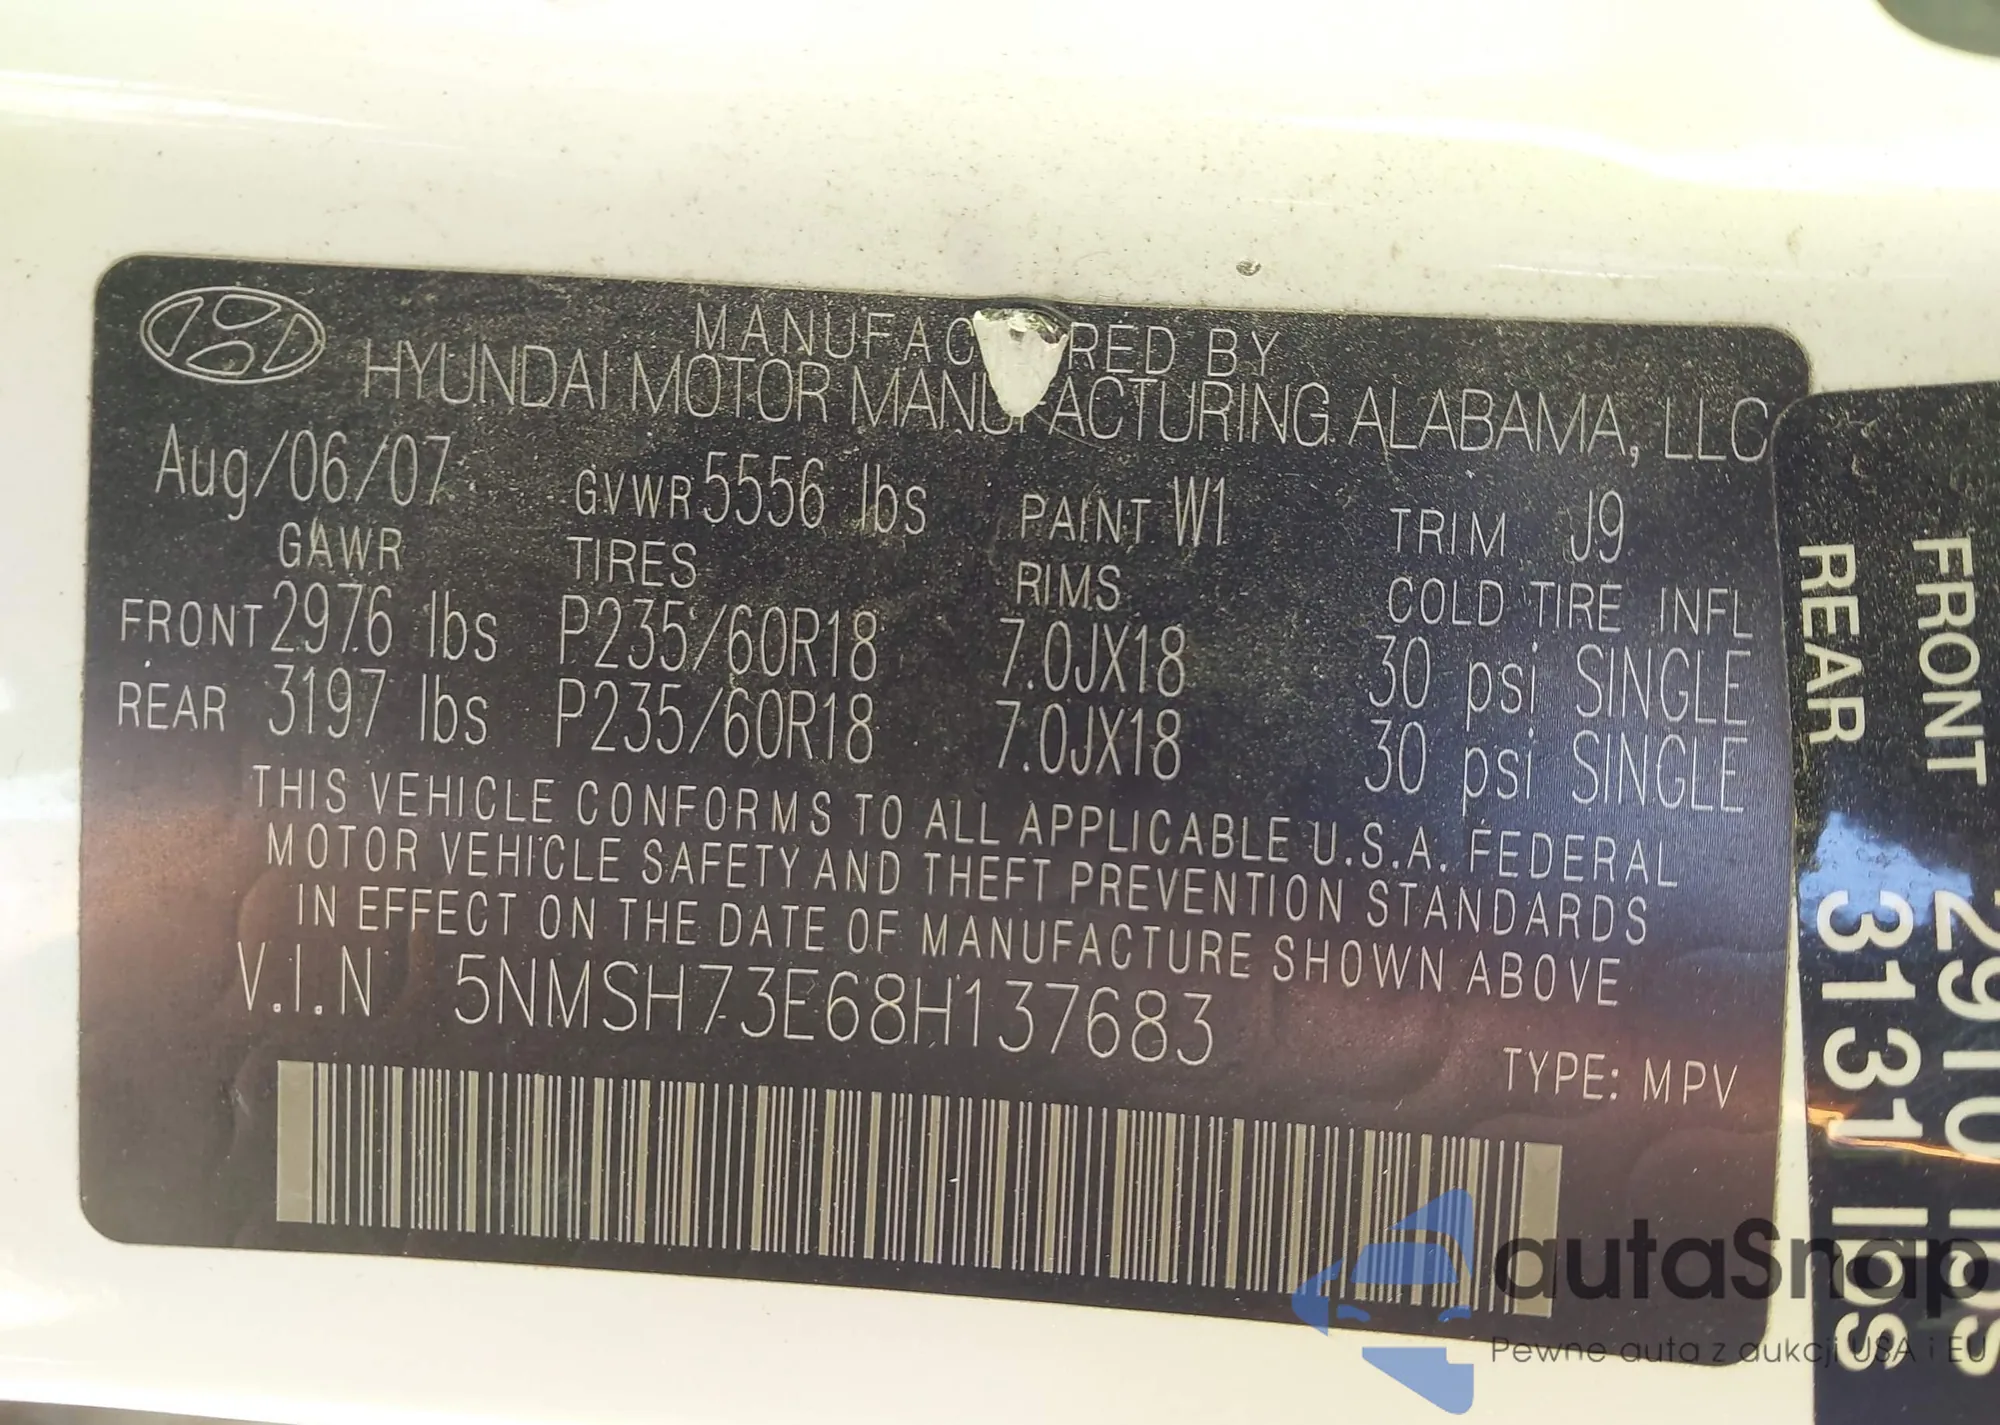 MANUFAC RED BY
HYUNDAI MOTOR MANUFACTURING ALABAMA, LLC
Aug/06/07 GVWR 5556 lbs PAINT W1 TRIM J9
GAWR TIRES RIMS COLD TIRE INFL
FRONT 2976 lbs P235/60R18 7.0JX18 30 psi SINGLE
REAR 3197 lbs P235/60R18 7.0JX18 30 psi SINGLE
THIS VEHICLE CONFORMS TO ALL APPLICABLE U.S.A. FEDERAL
MOTOR VEHICLE SAFETY AND THEFT PREVENTION STANDARDS
IN EFFECT ON THE DATE OF MANUFACTURE SHOWN ABOVE
V.I.N 5NMSH73E68H137683
TYPE: MPV
FRONT 2910 lbs
REAR 3131 lbs
autaSnap
Pewne auta z aukcji USA i EU